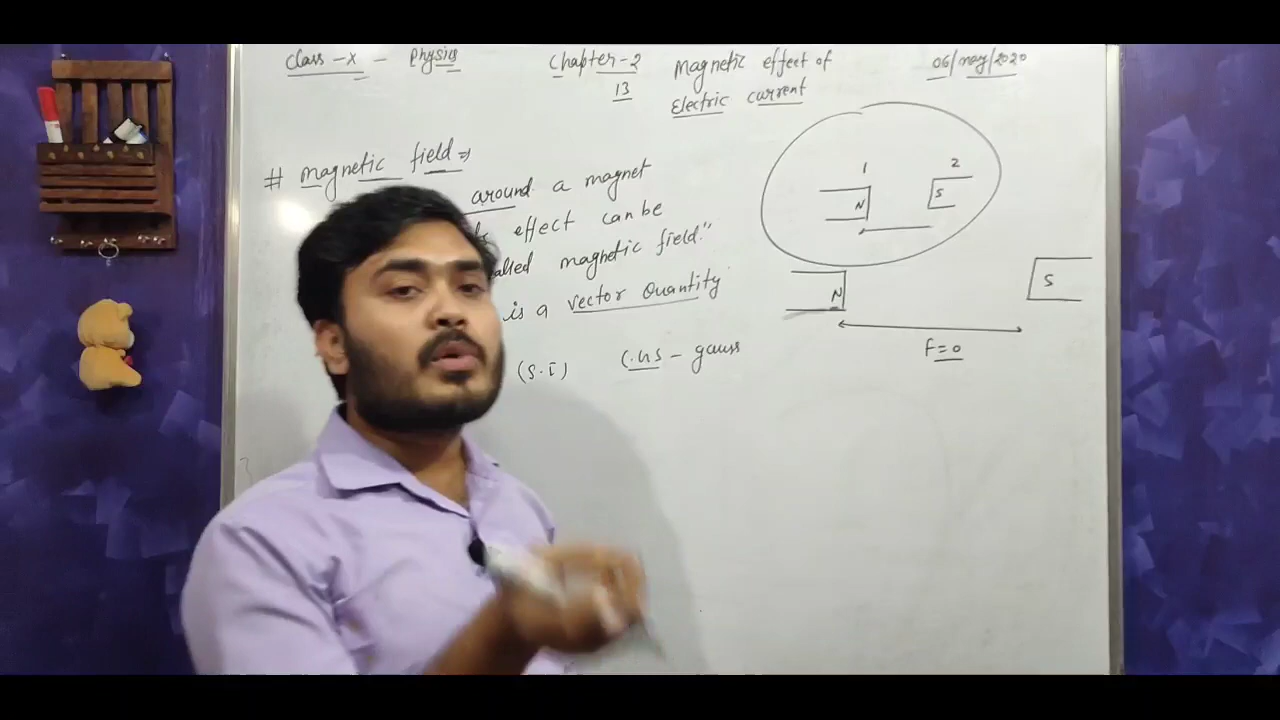 Class -X - Physics
Chapter-2
13
Magnetic effect of
Electric current
06/may/2020
# magnetic field ⇒
around a magnet
effect can be
called magnetic field."
is a vector Quantity
(S.I) C.G.S - gauss
1 2
N S
N S
F=0